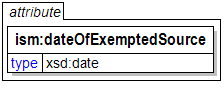 attribute
ism:dateOfExemptedSource
type xsd:date